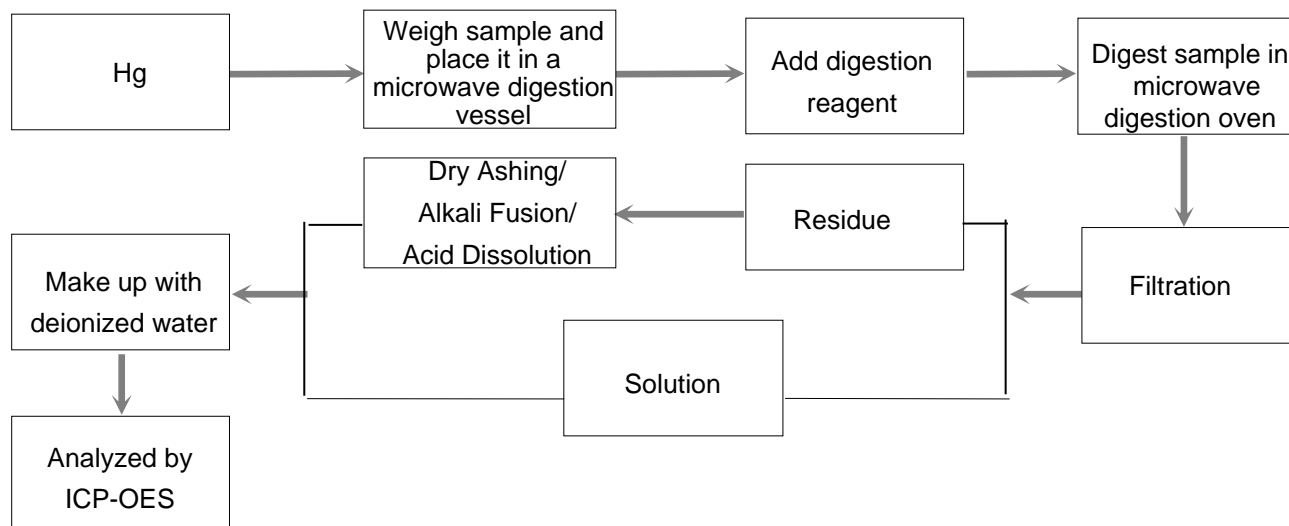 Hg
Weigh sample and
place it in a
microwave digestion
vessel
Add digestion
reagent
Digest sample in
microwave
digestion oven
Filtration
Residue
Dry Ashing/
Alkali Fusion/
Acid Dissolution
Solution
Make up with
deionized water
Analyzed by
ICP-OES